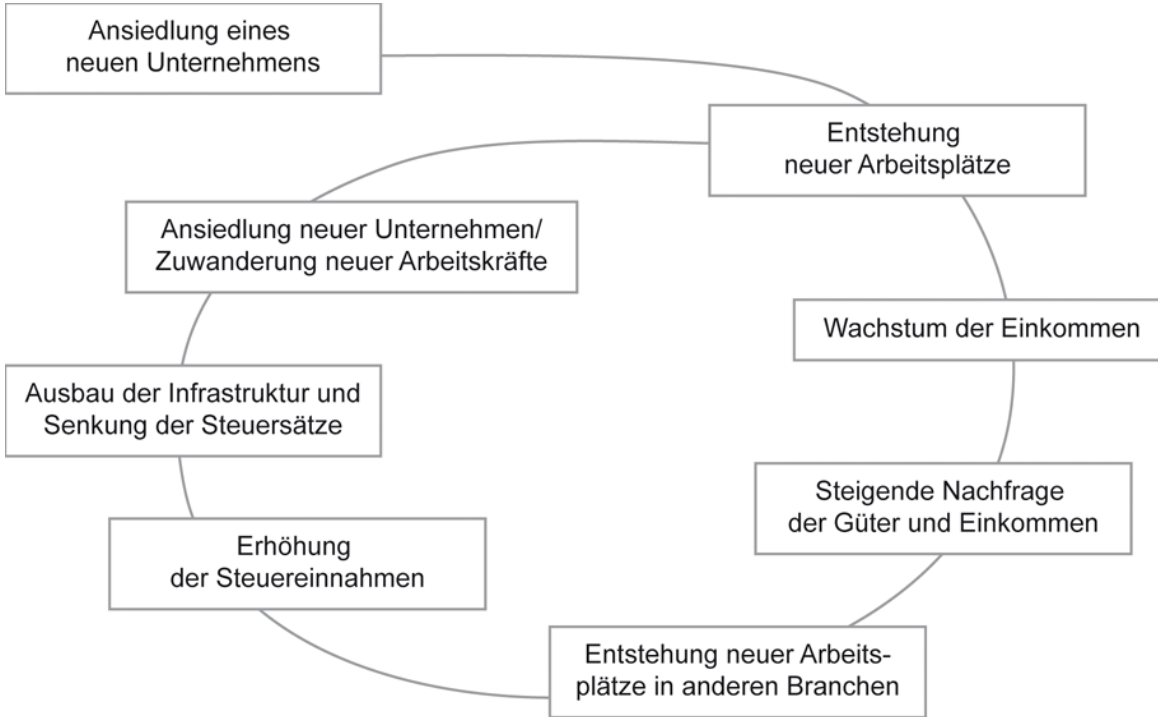 Ansiedlung eines
neuen Unternehmens
Entstehung
neuer Arbeitsplätze
Ansiedlung neuer Unternehmen/
Zuwanderung neuer Arbeitskräfte
Wachstum der Einkommen
Ausbau der Infrastruktur und
Senkung der Steuersätze
Steigende Nachfrage
der Güter und Einkommen
Erhöhung
der Steuereinnahmen
Entstehung neuer Arbeits-
plätze in anderen Branchen